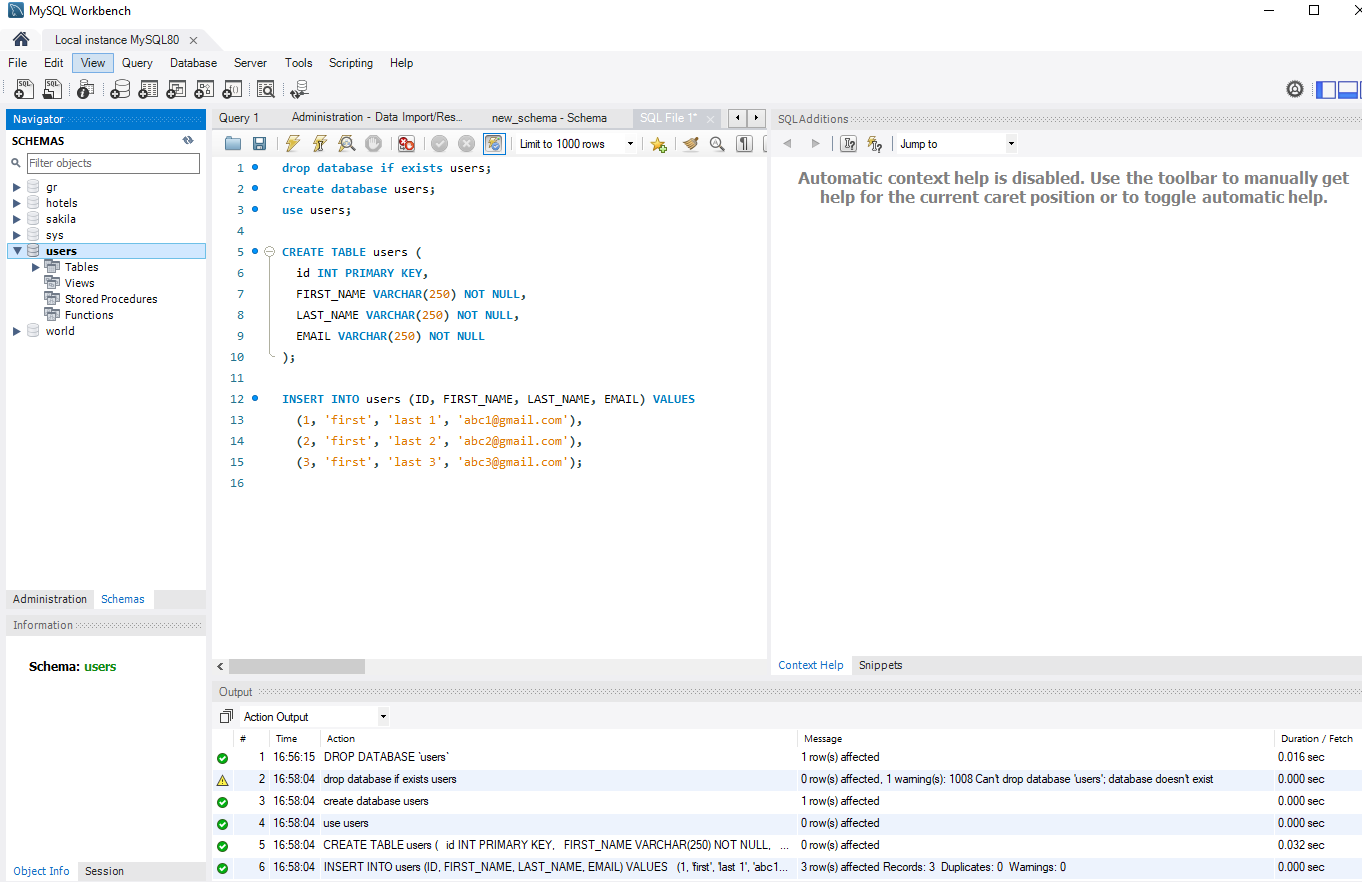 MySQL Workbench
Local instance MySQL80
File Edit View Query Database Server Tools Scripting Help
Navigator
SCHEMAS
Filter objects
gr
hotels
sakila
sys
users
Tables
Views
Stored Procedures
Functions
world
Administration Schemas
Information
Schema: users
Object Info Session
Query 1 Administration - Data Import/Res... new_schema - Schema SQL File 1*
Limit to 1000 rows
1 drop database if exists users;
2 create database users;
3 use users;
4
5 CREATE TABLE users (
6 id INT PRIMARY KEY,
7 FIRST_NAME VARCHAR(250) NOT NULL,
8 LAST_NAME VARCHAR(250) NOT NULL,
9 EMAIL VARCHAR(250) NOT NULL
10 );
11
12 INSERT INTO users (ID, FIRST_NAME, LAST_NAME, EMAIL) VALUES
13 (1, 'first', 'last 1', 'abc1@gmail.com'),
14 (2, 'first', 'last 2', 'abc2@gmail.com'),
15 (3, 'first', 'last 3', 'abc3@gmail.com');
16
SQLAdditions
Jump to
Automatic context help is disabled. Use the toolbar to manually get
help for the current caret position or to toggle automatic help.
Context Help Snippets
Output
Action Output
# Time Action Message Duration / Fetch
1 16:56:15 DROP DATABASE `users` 1 row(s) affected 0.016 sec
2 16:58:04 drop database if exists users 0 row(s) affected, 1 warning(s): 1008 Can't drop database 'users'; database doesn't exist 0.000 sec
3 16:58:04 create database users 1 row(s) affected 0.000 sec
4 16:58:04 use users 0 row(s) affected 0.000 sec
5 16:58:04 CREATE TABLE users ( id INT PRIMARY KEY, FIRST_NAME VARCHAR(250) NOT NULL, ... 0 row(s) affected 0.032 sec
6 16:58:04 INSERT INTO users (ID, FIRST_NAME, LAST_NAME, EMAIL) VALUES (1, 'first', 'last 1', 'abc1... 3 row(s) affected Records: 3 Duplicates: 0 Warnings: 0 0.000 sec